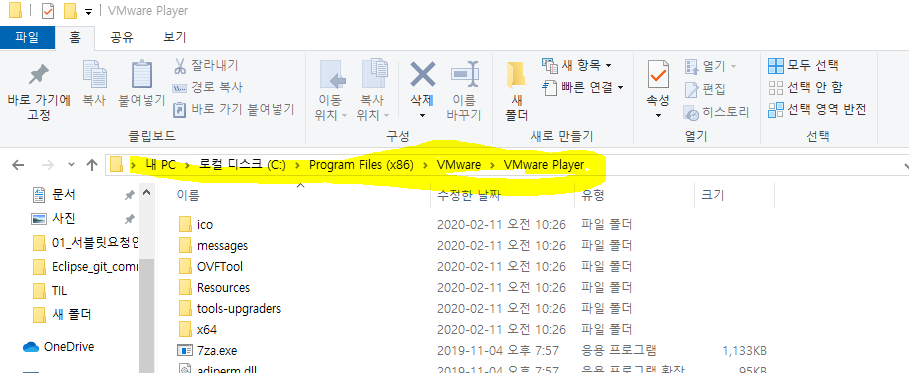 VMware Player
파일 홈 공유 보기
바로 가기에 고정
복사
붙여넣기
잘라내기
경로 복사
바로 가기 붙여넣기
클립보드
이동 위치
복사 위치
삭제
이름 바꾸기
구성
새 폴더
새 항목
빠른 연결
새로 만들기
속성
열기
편집
히스토리
열기
모두 선택
선택 안 함
선택 영역 반전
선택
내 PC > 로컬 디스크 (C:) > Program Files (x86) > VMware > VMware Player
문서
사진
01_서블릿요청인
Eclipse_git_comm
TIL
새 폴더
OneDrive
이름 수정한 날짜 유형 크기
ico 2020-02-11 오전 10:26 파일 폴더
messages 2020-02-11 오전 10:26 파일 폴더
OVFTool 2020-02-11 오전 10:26 파일 폴더
Resources 2020-02-11 오전 10:26 파일 폴더
tools-upgraders 2020-02-11 오전 10:26 파일 폴더
x64 2020-02-11 오전 10:26 파일 폴더
7za.exe 2019-11-04 오후 7:57 응용 프로그램 1,133KB
adjperm.dll 2019-11-04 오후 7:57 응용 프로그램 확장 95KB